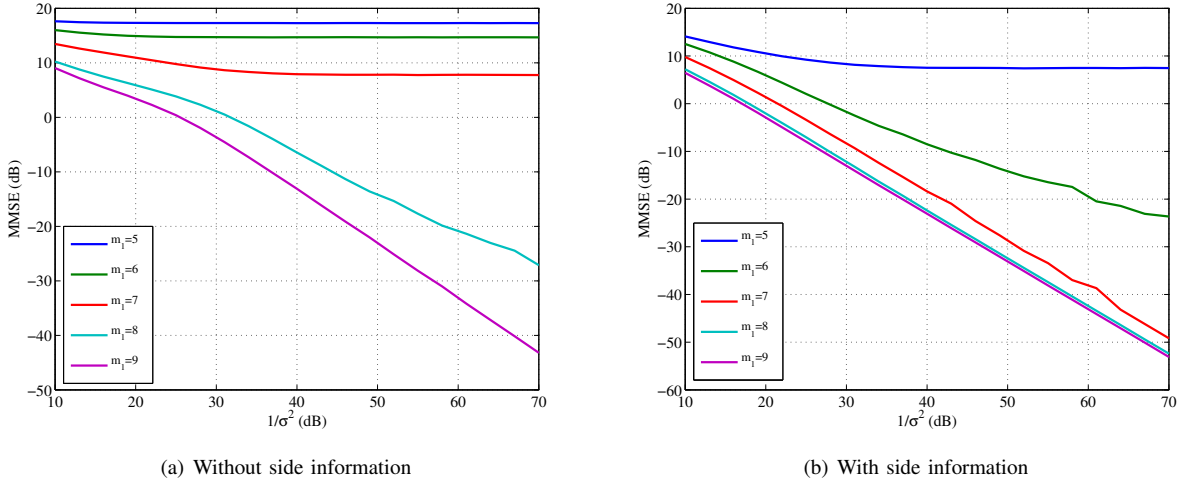 20
10
0
−10
−20
−30
−40
−50
MMSE (dB)
m1=5
m1=6
m1=7
m1=8
m1=9
10 20 30 40 50 60 70
1/σ² (dB)
(a) Without side information
20
10
0
−10
−20
−30
−40
−50
−60
MMSE (dB)
m1=5
m1=6
m1=7
m1=8
m1=9
10 20 30 40 50 60 70
1/σ² (dB)
(b) With side information